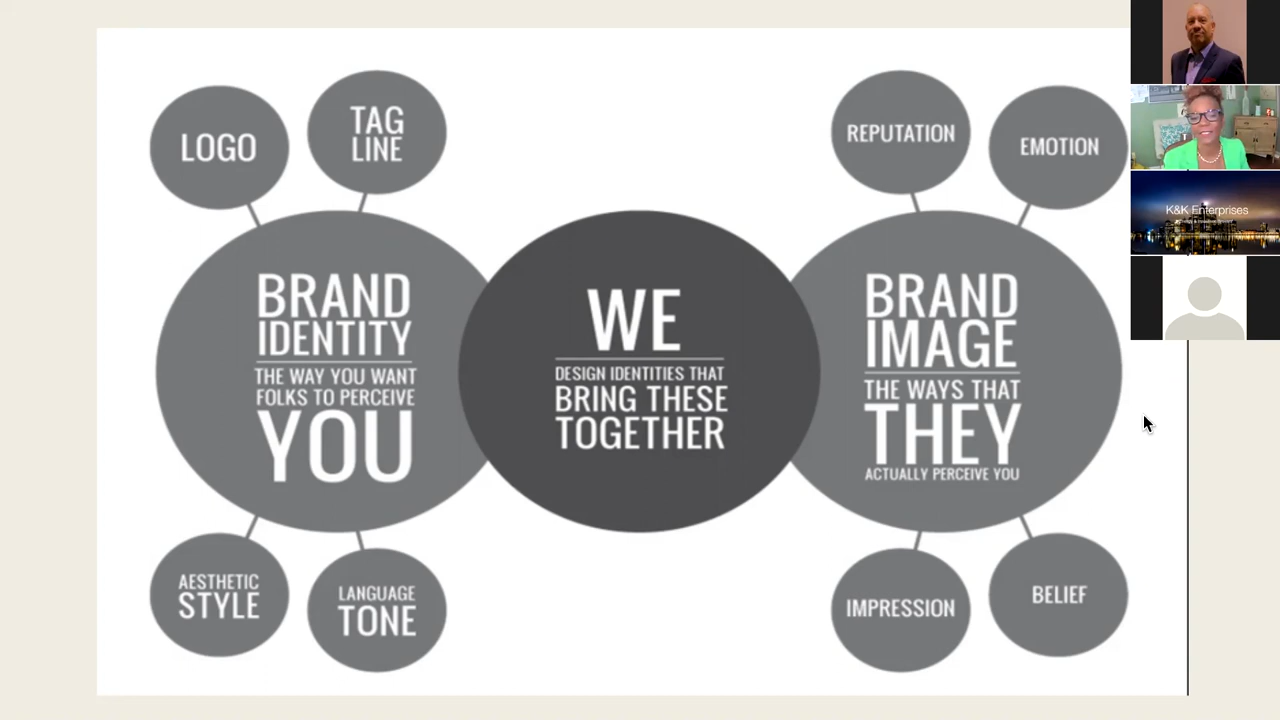 LOGO
TAG
LINE
BRAND
IDENTITY
THE WAY YOU WANT
FOLKS TO PERCEIVE
YOU
AESTHETIC
STYLE
LANGUAGE
TONE
WE
DESIGN IDENTITIES THAT
BRING THESE
TOGETHER
REPUTATION
EMOTION
BRAND
IMAGE
THE WAYS THAT
THEY
ACTUALLY PERCEIVE YOU
IMPRESSION
BELIEF
K&K Enterprises